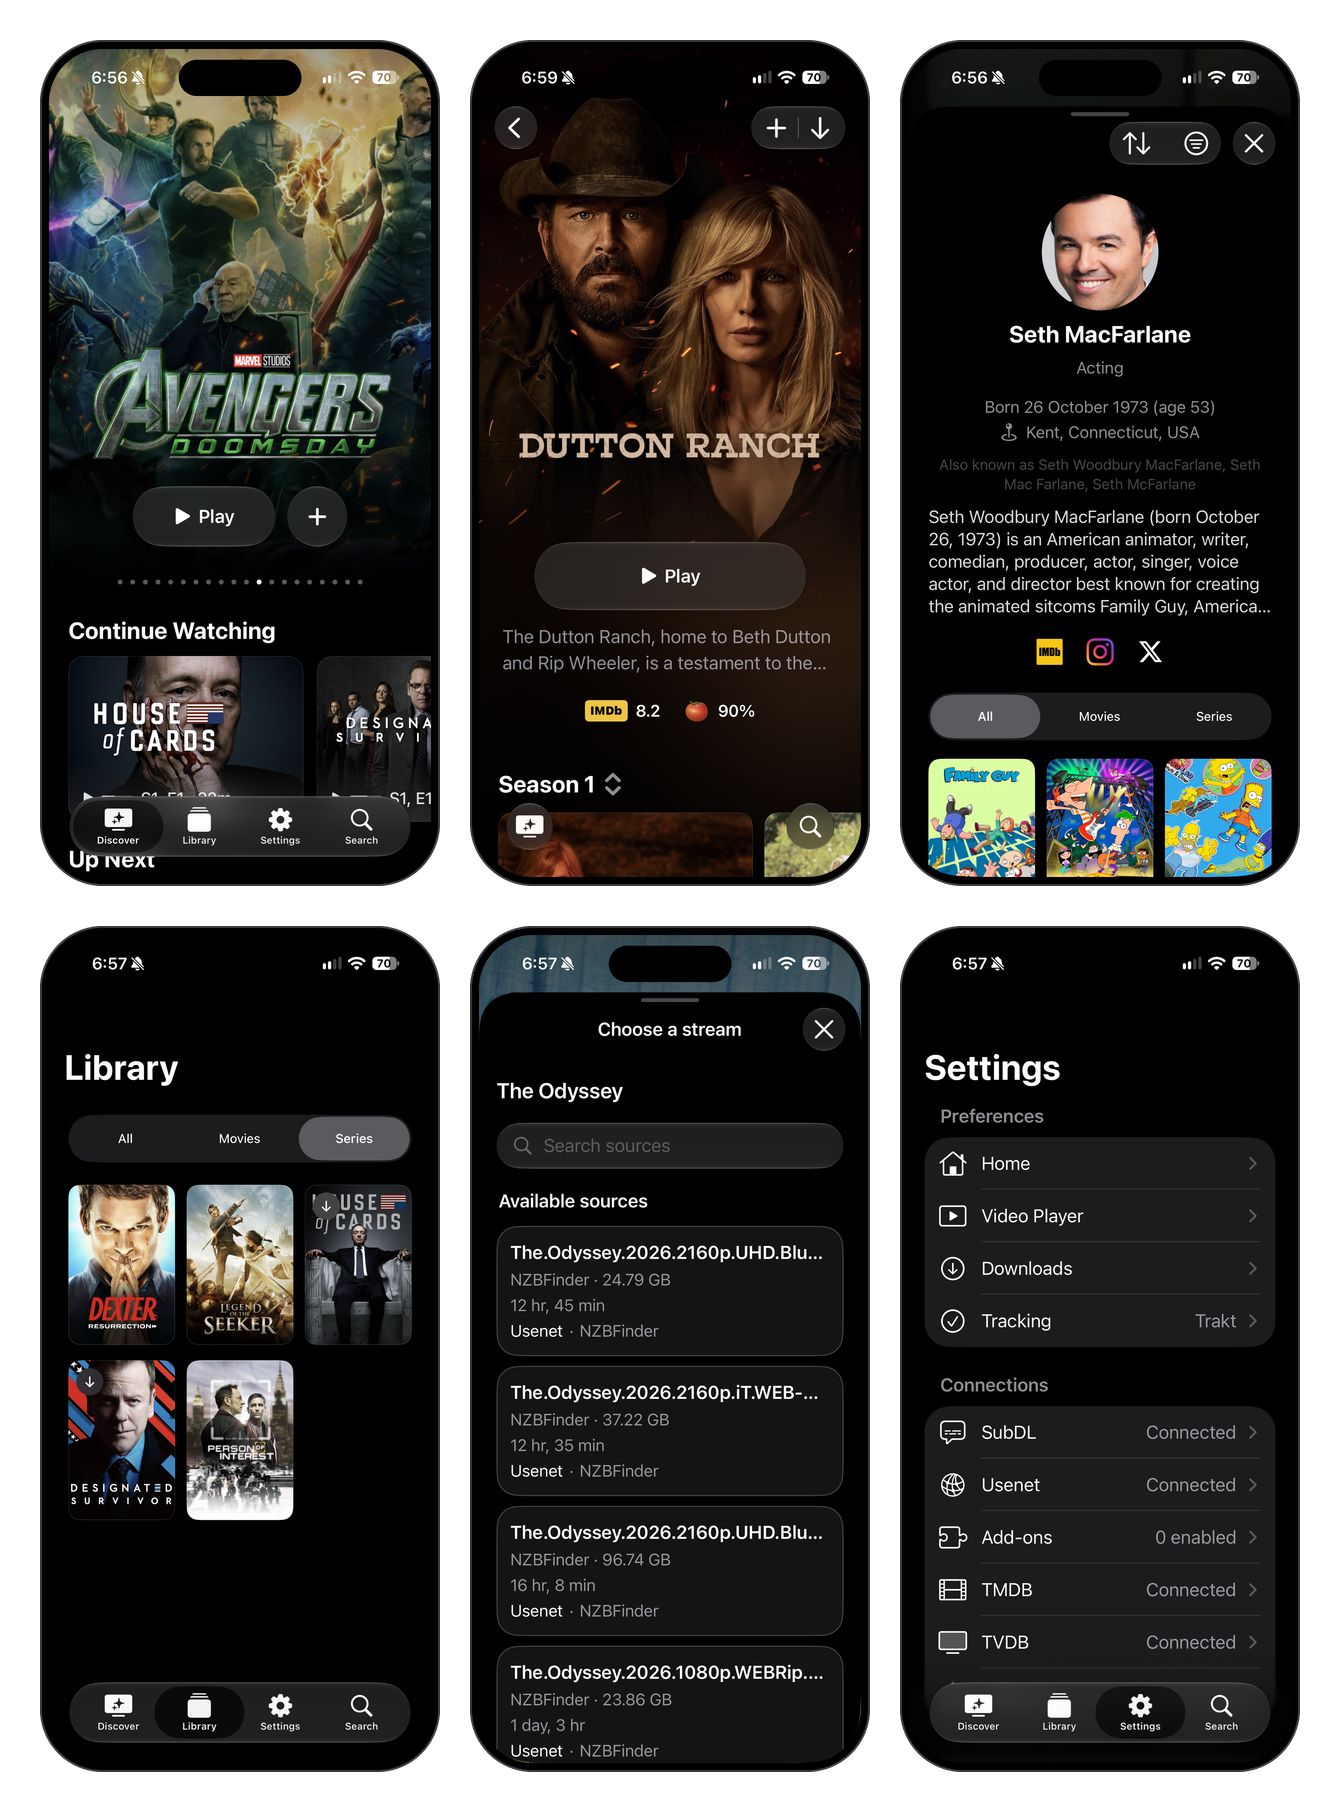 6:56
70
MARVEL STUDIOS
AVENGERS
DOOMSDAY
Play
Continue Watching
HOUSE
of CARDS
DESIGNA
SURVI
S1, E1
Discover
Library
Settings
Search
Up Next
6:59
70
DUTTON RANCH
Play
The Dutton Ranch, home to Beth Dutton
and Rip Wheeler, is a testament to the...
IMDb 8.2 90%
Season 1
6:56
70
Seth MacFarlane
Acting
Born 26 October 1973 (age 53)
Kent, Connecticut, USA
Also known as Seth Woodbury MacFarlane, Seth
Mac Farlane, Seth McFarlane
Seth Woodbury MacFarlane (born October
26, 1973) is an American animator, writer,
comedian, producer, actor, singer, voice
actor, and director best known for creating
the animated sitcoms Family Guy, America...
IMDb
All
Movies
Series
FAMILY GUY
6:57
70
Library
All
Movies
Series
DEXTER
RESURRECTION
LEGEND
OF THE
SEEKER
HOUSE
of CARDS
DESIGNATED
SURVIVOR
PERSON OF
INTEREST
Discover
Library
Settings
Search
6:57
70
Choose a stream
The Odyssey
Search sources
Available sources
The.Odyssey.2026.2160p.UHD.Blu...
NZBFinder · 24.79 GB
12 hr, 45 min
Usenet · NZBFinder
The.Odyssey.2026.2160p.iT.WEB-...
NZBFinder · 37.22 GB
12 hr, 35 min
Usenet · NZBFinder
The.Odyssey.2026.2160p.UHD.Blu...
NZBFinder · 96.74 GB
16 hr, 8 min
Usenet · NZBFinder
The.Odyssey.2026.1080p.WEBRip....
NZBFinder · 23.86 GB
1 day, 3 hr
Usenet · NZBFinder
6:57
70
Settings
Preferences
Home
Video Player
Downloads
Tracking Trakt
Connections
SubDL Connected
Usenet Connected
Add-ons 0 enabled
TMDB Connected
TVDB Connected
Discover
Library
Settings
Search